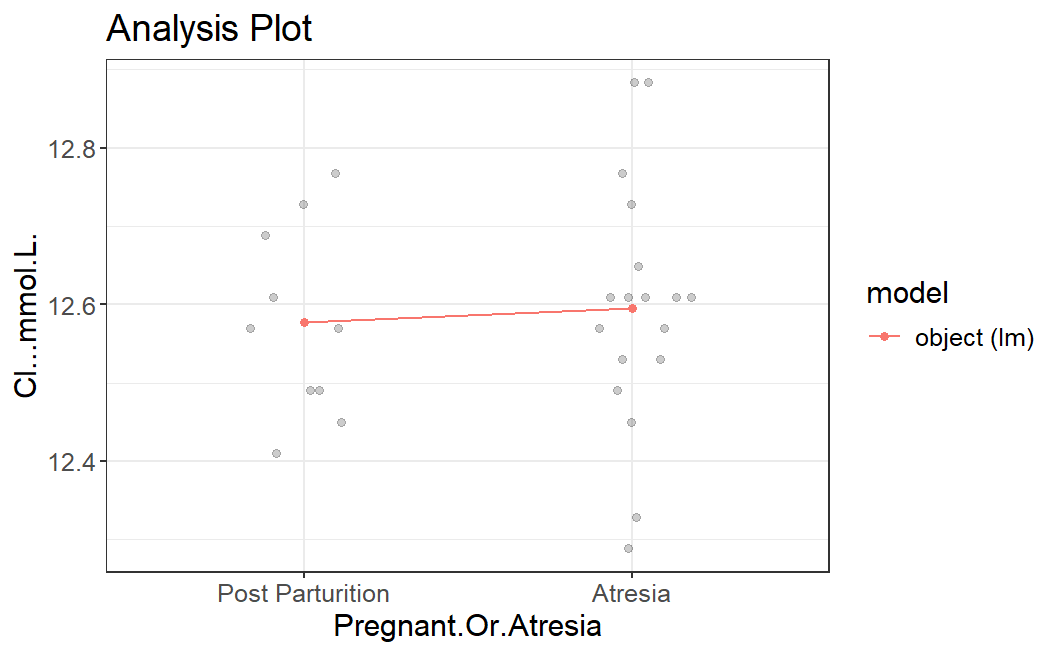 Analysis Plot
12.8
12.6
12.4
Cl...mmol.L.
Post Parturition
Atresia
Pregnant.Or.Atresia
model
object (lm)